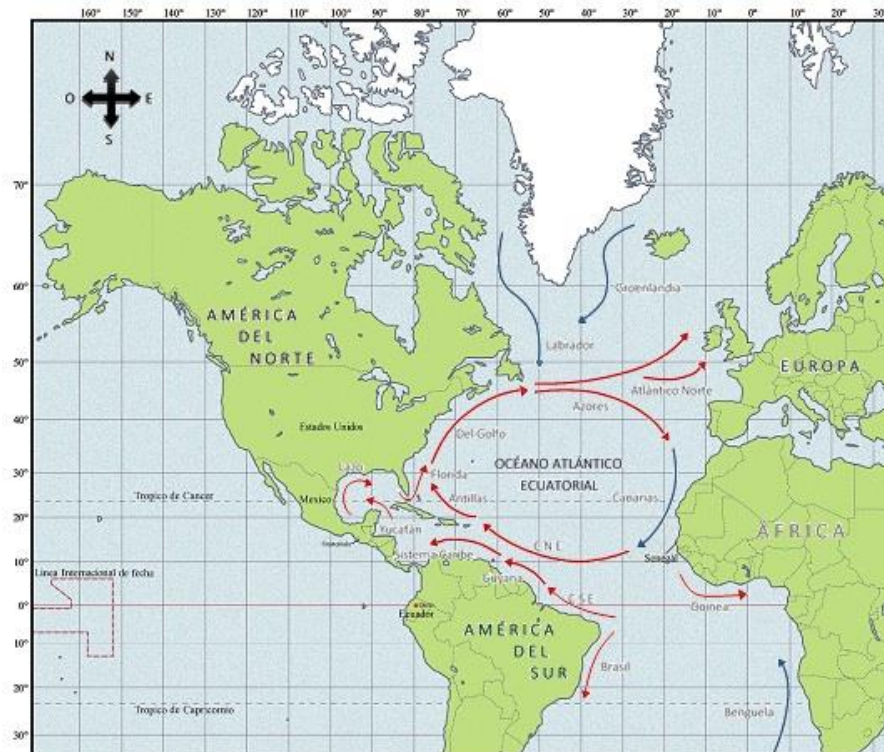 160° 140° 120° 100° 90° 80° 70° 60° 50° 40° 30° 20° 10° 0° 10° 20° 30°
N
O E
S
70°
60°
Groenlandia
AMÉRICA
DEL
NORTE
Labrador
50°
EUROPA
Atlántico Norte
Azores
40°
Estados Unidos
Del Golfo
OCÉANO ATLÁNTICO
ECUATORIAL
Lazo
Florida
30°
Tropico de Cancer
Mexico
Antillas
Canarias
20°
Yucatán
ÁFRICA
CNE
Sistema Caribe
Senegal
10°
Linea Internacional de fecha
Guyana
CSE
Guinea
0°
Ecuador
AMÉRICA
DEL
SUR
10°
Brasil
20°
Tropico de Capricornio
Benguela
30°